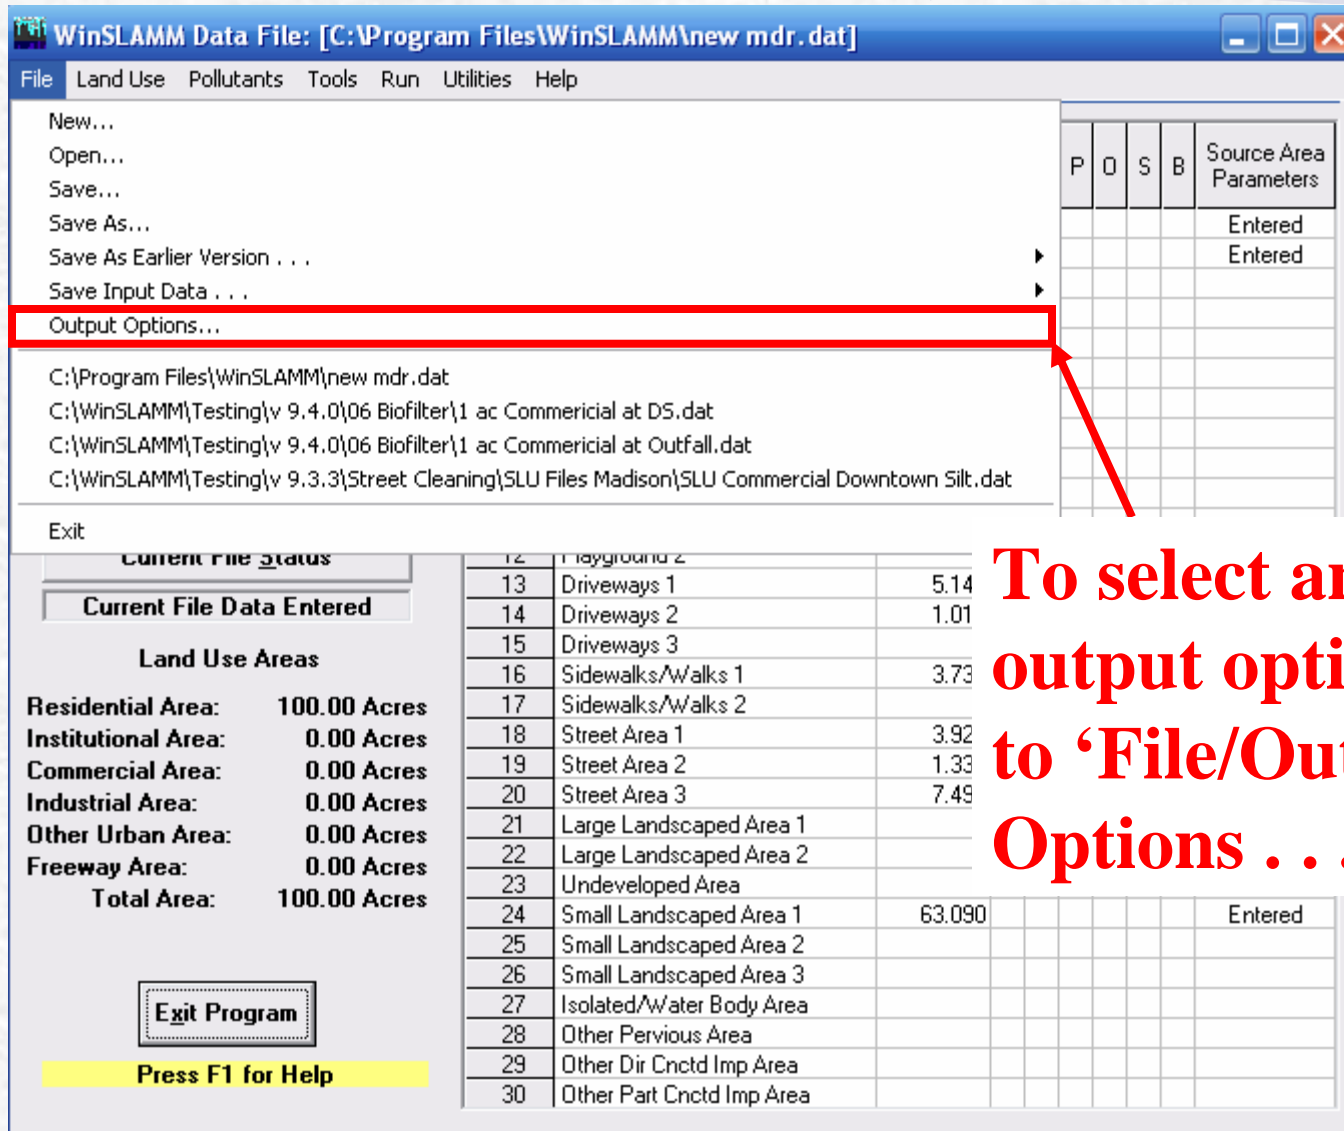 WinSLAMM Data File: [C:\Program Files\WinSLAMM\new mdr.dat]
File Land Use Pollutants Tools Run Utilities Help
New...
Open...
Save...
Save As...
Save As Earlier Version . . .
Save Input Data . . .
Output Options...
C:\Program Files\WinSLAMM\new mdr.dat
C:\WinSLAMM\Testing\v 9.4.0\06 Biofilter\1 ac Commericial at DS.dat
C:\WinSLAMM\Testing\v 9.4.0\06 Biofilter\1 ac Commericial at Outfall.dat
C:\WinSLAMM\Testing\v 9.3.3\Street Cleaning\SLU Files Madison\SLU Commercial Downtown Silt.dat
Exit
P O S B Source Area Parameters
Entered
Entered
Current File Status
Current File Data Entered
Land Use Areas
Residential Area: 100.00 Acres
Institutional Area: 0.00 Acres
Commercial Area: 0.00 Acres
Industrial Area: 0.00 Acres
Other Urban Area: 0.00 Acres
Freeway Area: 0.00 Acres
Total Area: 100.00 Acres
Exit Program
Press F1 for Help
12 Playground 2
13 Driveways 1 5.14
14 Driveways 2 1.01
15 Driveways 3
16 Sidewalks/Walks 1 3.73
17 Sidewalks/Walks 2
18 Street Area 1 3.92
19 Street Area 2 1.33
20 Street Area 3 7.49
21 Large Landscaped Area 1
22 Large Landscaped Area 2
23 Undeveloped Area
24 Small Landscaped Area 1 63.090 Entered
25 Small Landscaped Area 2
26 Small Landscaped Area 3
27 Isolated/Water Body Area
28 Other Pervious Area
29 Other Dir Cnctd Imp Area
30 Other Part Cnctd Imp Area
To select
output
to ‘File/
Options . . .